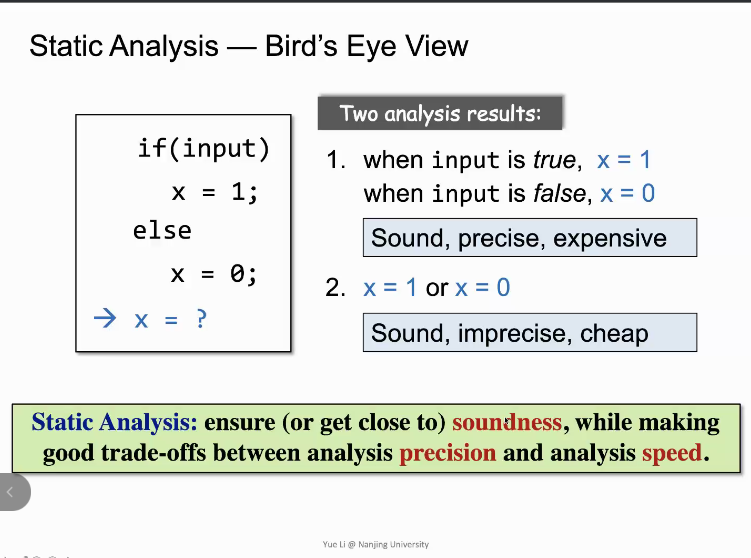 Static Analysis — Bird's Eye View
if(input)
x = 1;
else
x = 0;
→ x = ?
Two analysis results:
1. when input is true, x = 1
when input is false, x = 0
Sound, precise, expensive
2. x = 1 or x = 0
Sound, imprecise, cheap
Static Analysis: ensure (or get close to) soundness, while making
good trade-offs between analysis precision and analysis speed.
Yue Li @ Nanjing University